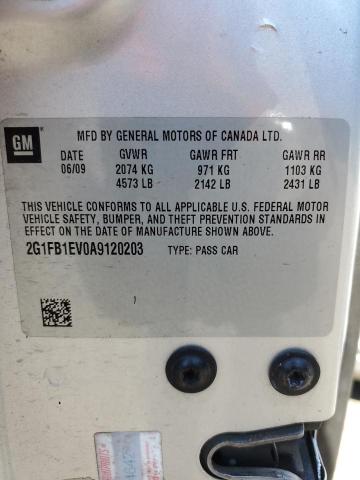 GM
MFD BY GENERAL MOTORS OF CANADA LTD.
DATE GVWR GAWR FRT GAWR RR
06/09 2074 KG 971 KG 1103 KG
4573 LB 2142 LB 2431 LB
THIS VEHICLE CONFORMS TO ALL APPLICABLE U.S. FEDERAL MOTOR
VEHICLE SAFETY, BUMPER, AND THEFT PREVENTION STANDARDS IN
EFFECT ON THE DATE OF MANUFACTURE SHOWN ABOVE.
2G1FB1EV0A9120203 TYPE: PASS CAR